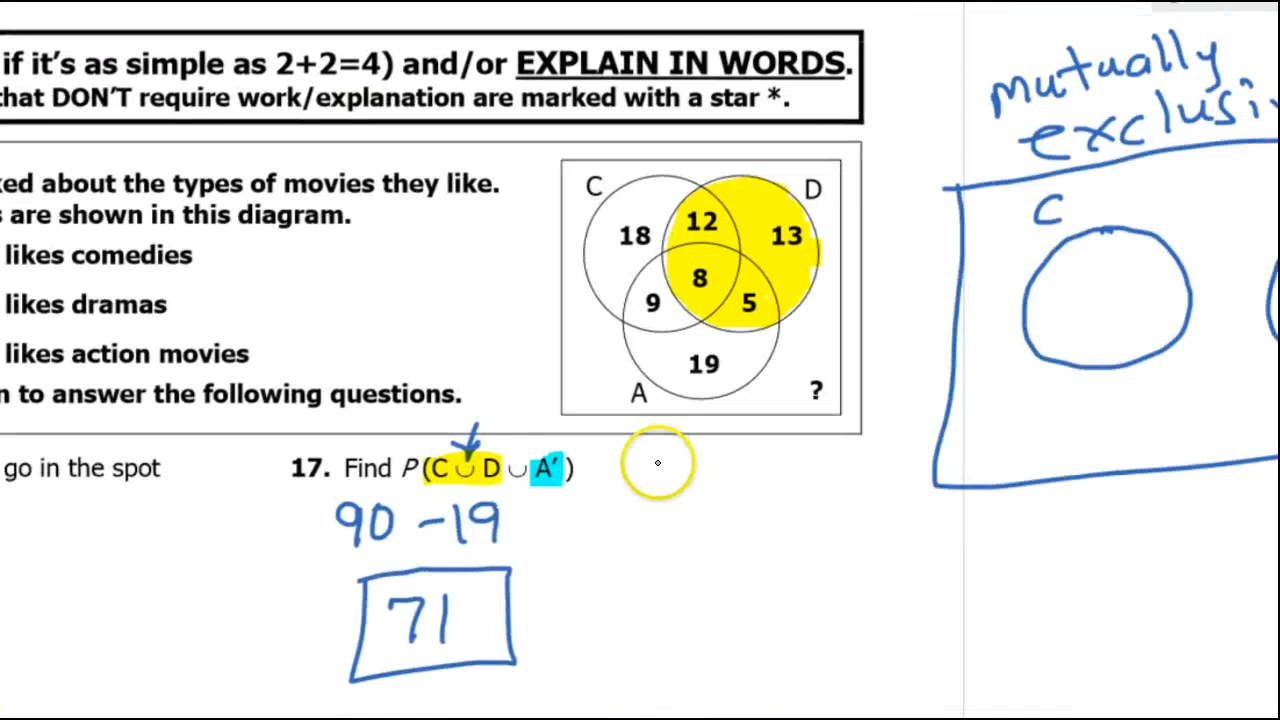 if it's as simple as 2+2=4) and/or EXPLAIN IN WORDS.
that DON'T require work/explanation are marked with a star *.
mutually
exclusi
ked about the types of movies they like.
s are shown in this diagram.
likes comedies
likes dramas
likes action movies
n to answer the following questions.
C
D
18
12
13
8
9
5
19
A
?
C
go in the spot
17. Find P(C ∪ D ∪ A′)
90 - 19
71